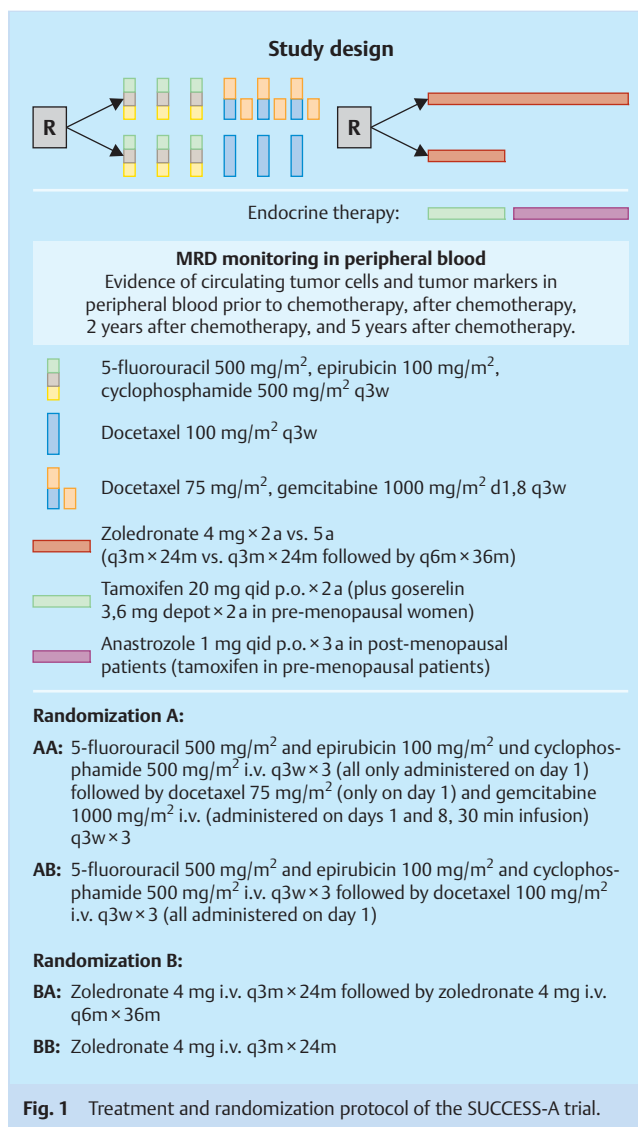 Study design
R
R
Endocrine therapy:
MRD monitoring in peripheral blood
Evidence of circulating tumor cells and tumor markers in
peripheral blood prior to chemotherapy, after chemotherapy,
2 years after chemotherapy, and 5 years after chemotherapy.
5-fluorouracil 500 mg/m², epirubicin 100 mg/m²,
cyclophosphamide 500 mg/m² q3w
Docetaxel 100 mg/m² q3w
Docetaxel 75 mg/m², gemcitabine 1000 mg/m² d1,8 q3w
Zoledronate 4 mg × 2 a vs. 5 a
(q3m × 24m vs. q3m × 24m followed by q6m × 36m)
Tamoxifen 20 mg qid p.o. × 2 a (plus goserelin
3,6 mg depot × 2 a in pre-menopausal women)
Anastrozole 1 mg qid p.o. × 3 a in post-menopausal
patients (tamoxifen in pre-menopausal patients)
Randomization A:
AA: 5-fluorouracil 500 mg/m² and epirubicin 100 mg/m² und cyclophos-
phamide 500 mg/m² i.v. q3w × 3 (all only administered on day 1)
followed by docetaxel 75 mg/m² (only on day 1) and gemcitabine
1000 mg/m² i.v. (administered on days 1 and 8, 30 min infusion)
q3w × 3
AB: 5-fluorouracil 500 mg/m² and epirubicin 100 mg/m² and cyclophos-
phamide 500 mg/m² i.v. q3w × 3 followed by docetaxel 100 mg/m²
i.v. q3w × 3 (all administered on day 1)
Randomization B:
BA: Zoledronate 4 mg i.v. q3m × 24m followed by zoledronate 4 mg i.v.
q6m × 36m
BB: Zoledronate 4 mg i.v. q3m × 24m
Fig. 1 Treatment and randomization protocol of the SUCCESS-A trial.